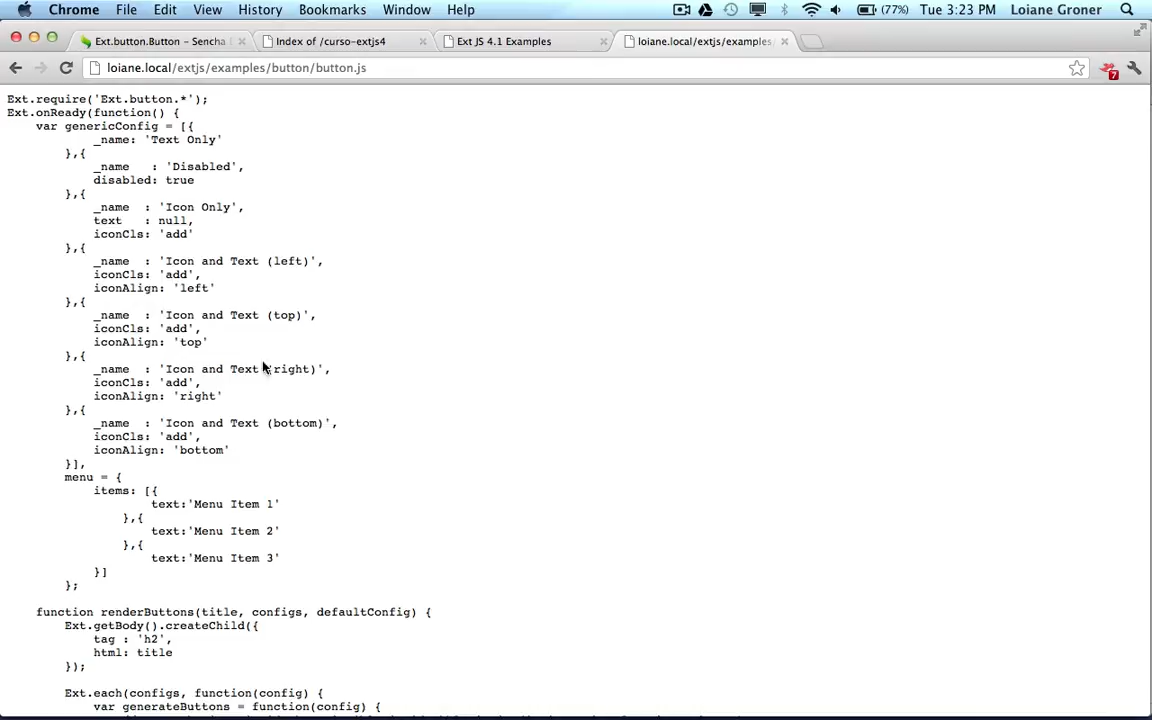 Chrome File Edit View History Bookmarks Window Help (77%) Tue 3:23 PM Loiane Groner
Ext.button.Button – Sencha Index of /curso-extjs4 Ext JS 4.1 Examples loiane.local/extjs/examples
loiane.local/extjs/examples/button/button.js 7
Ext.require('Ext.button.*');
Ext.onReady(function() {
    var genericConfig = [{
            _name: 'Text Only'
        },{
            _name   : 'Disabled',
            disabled: true
        },{
            _name  : 'Icon Only',
            text   : null,
            iconCls: 'add'
        },{
            _name  : 'Icon and Text (left)',
            iconCls: 'add',
            iconAlign: 'left'
        },{
            _name  : 'Icon and Text (top)',
            iconCls: 'add',
            iconAlign: 'top'
        },{
            _name  : 'Icon and Text (right)',
            iconCls: 'add',
            iconAlign: 'right'
        },{
            _name  : 'Icon and Text (bottom)',
            iconCls: 'add',
            iconAlign: 'bottom'
        }],
        menu = {
            items: [{
                    text:'Menu Item 1'
                },{
                    text:'Menu Item 2'
                },{
                    text:'Menu Item 3'
            }]
        };
    function renderButtons(title, configs, defaultConfig) {
        Ext.getBody().createChild({
            tag : 'h2',
            html: title
        });
        Ext.each(configs, function(config) {
            var generateButtons = function(config) {